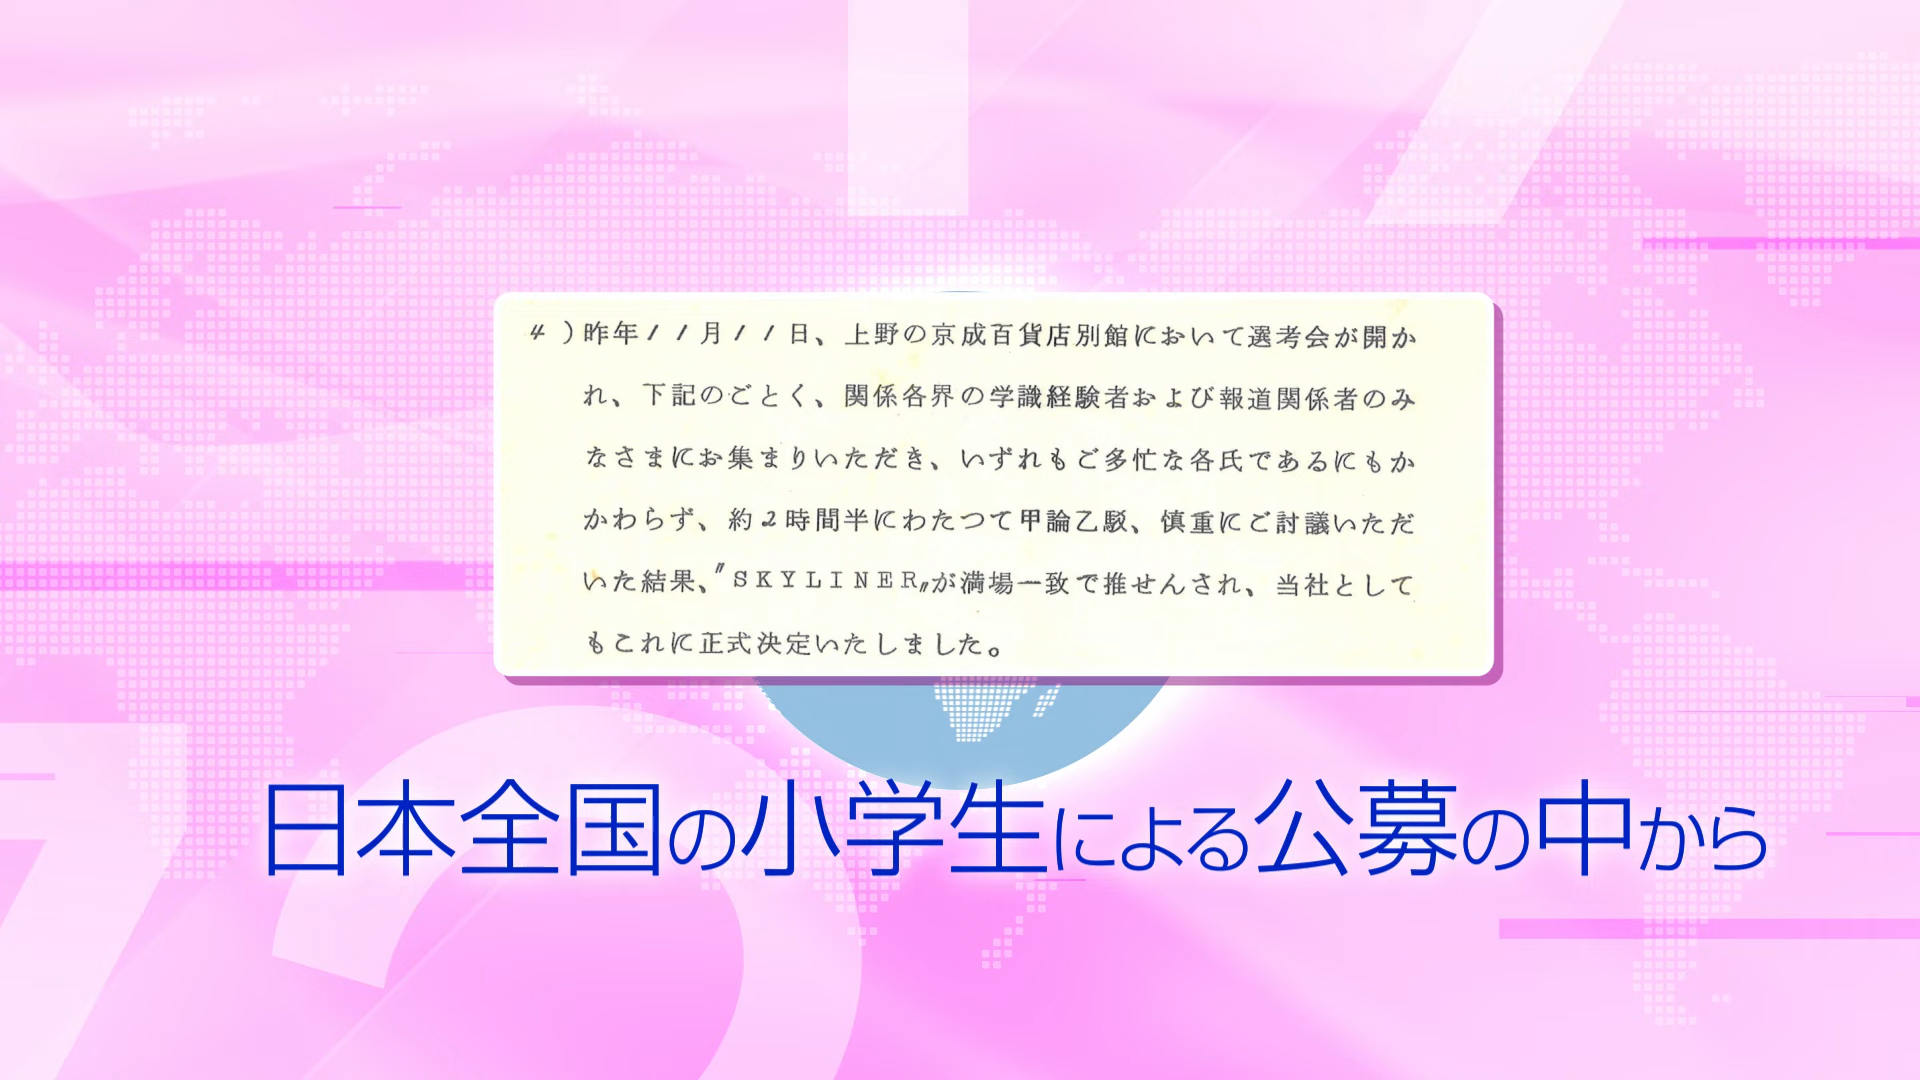 4）昨年11月11日、上野の京成百貨店別館において選考会が開か
れ、下記のごとく、関係各界の学識経験者および報道関係者のみ
なさまにお集まりいただき、いずれもご多忙な各氏であるにもか
かわらず、約2時間半にわたつて甲論乙駁、慎重にご討議いただ
いた結果、〃SKYLINER〃が満場一致で推せんされ、当社として
もこれに正式決定いたしました。
日本全国の小学生による公募の中から